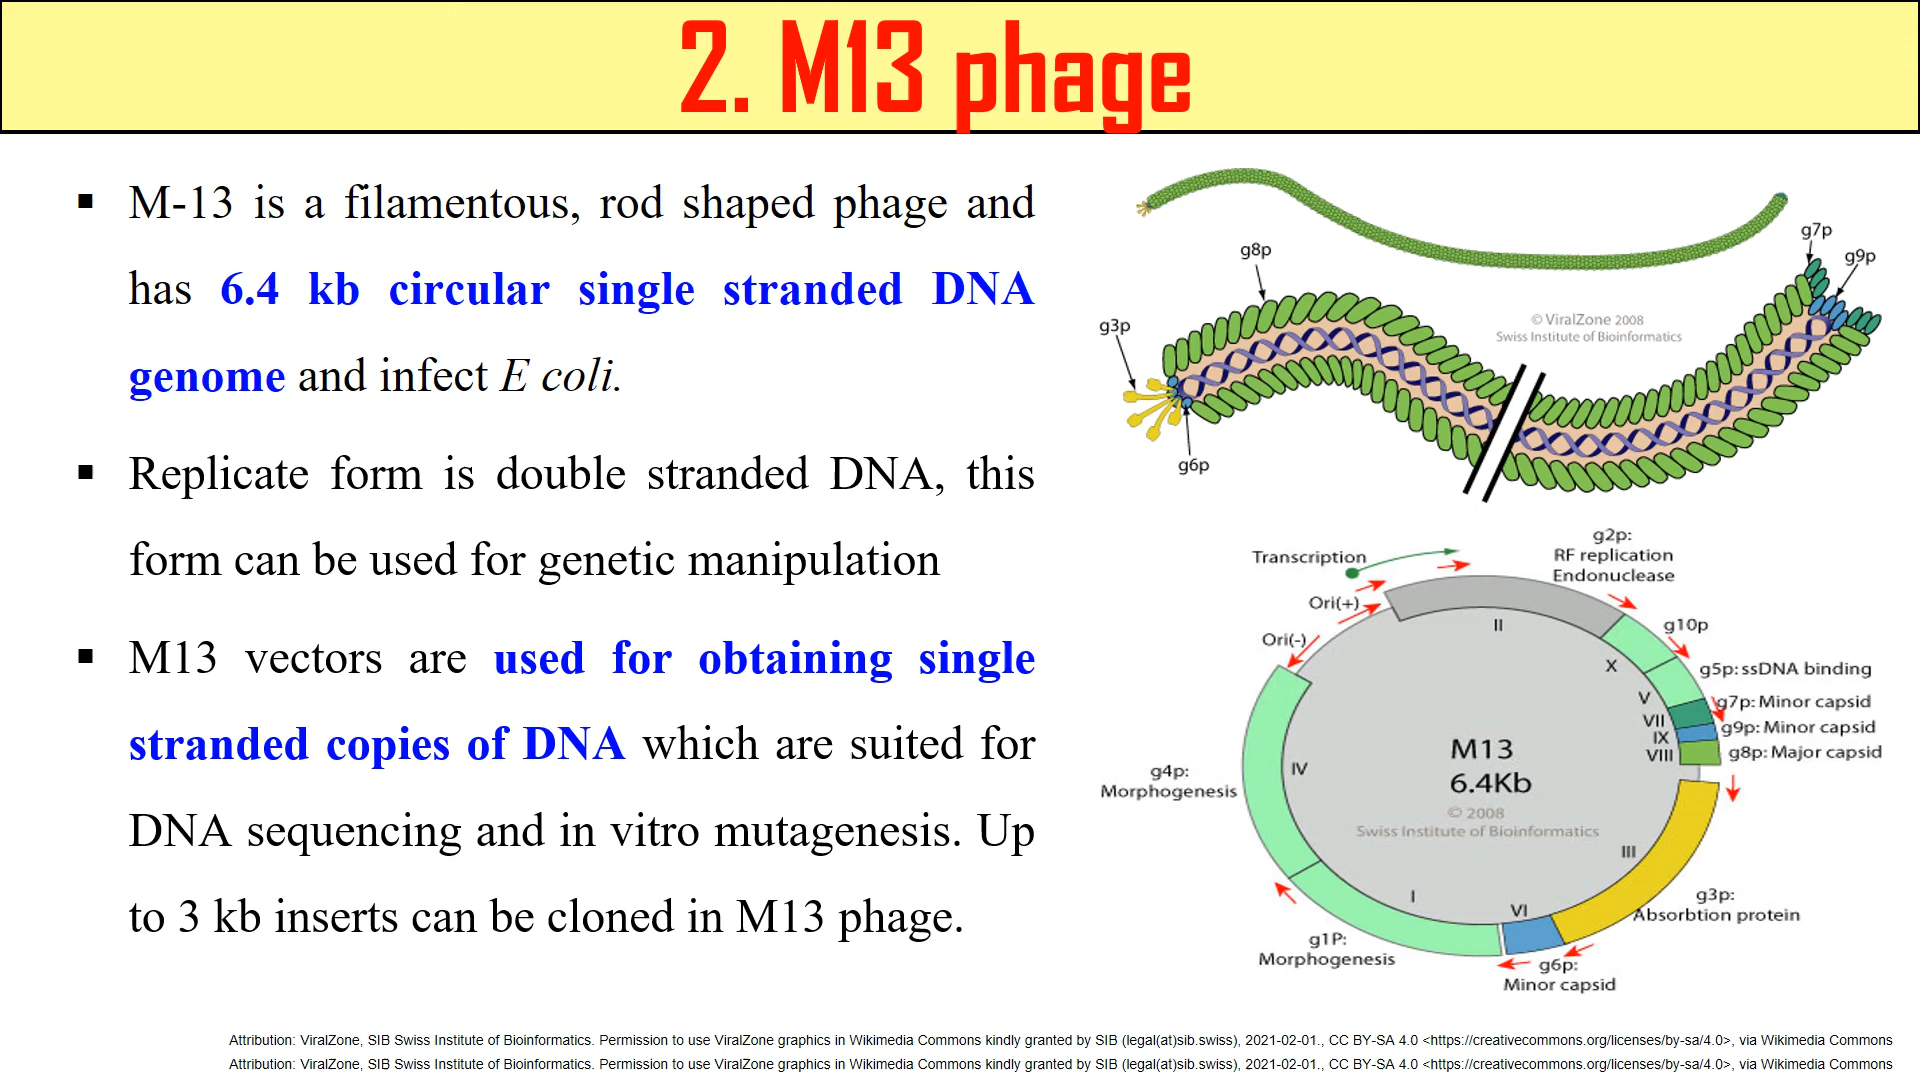 2. M13 phage
▪ M-13 is a filamentous, rod shaped phage and
has 6.4 kb circular single stranded DNA
genome and infect E coli.
▪ Replicate form is double stranded DNA, this
form can be used for genetic manipulation
▪ M13 vectors are used for obtaining single
stranded copies of DNA which are suited for
DNA sequencing and in vitro mutagenesis. Up
to 3 kb inserts can be cloned in M13 phage.
g7p
g8p
g9p
© ViralZone 2008
Swiss Institute of Bioinformatics
g3p
g6p
g2p:
RF replication
Endonuclease
Transcription
Ori(+)
Ori(-)
II
g10p
X
g5p: ssDNA binding
V
g7p: Minor capsid
VII
g9p: Minor capsid
IX
g8p: Major capsid
VIII
M13
6.4Kb
© 2008
Swiss Institute of Bioinformatics
g4p:
Morphogenesis
IV
III
g3p:
Absorbtion protein
I
VI
g1P:
Morphogenesis
g6p:
Minor capsid
Attribution: ViralZone, SIB Swiss Institute of Bioinformatics. Permission to use ViralZone graphics in Wikimedia Commons kindly granted by SIB (legal(at)sib.swiss), 2021-02-01., CC BY-SA 4.0 <https://creativecommons.org/licenses/by-sa/4.0>, via Wikimedia Commons
Attribution: ViralZone, SIB Swiss Institute of Bioinformatics. Permission to use ViralZone graphics in Wikimedia Commons kindly granted by SIB (legal(at)sib.swiss), 2021-02-01., CC BY-SA 4.0 <https://creativecommons.org/licenses/by-sa/4.0>, via Wikimedia Commons